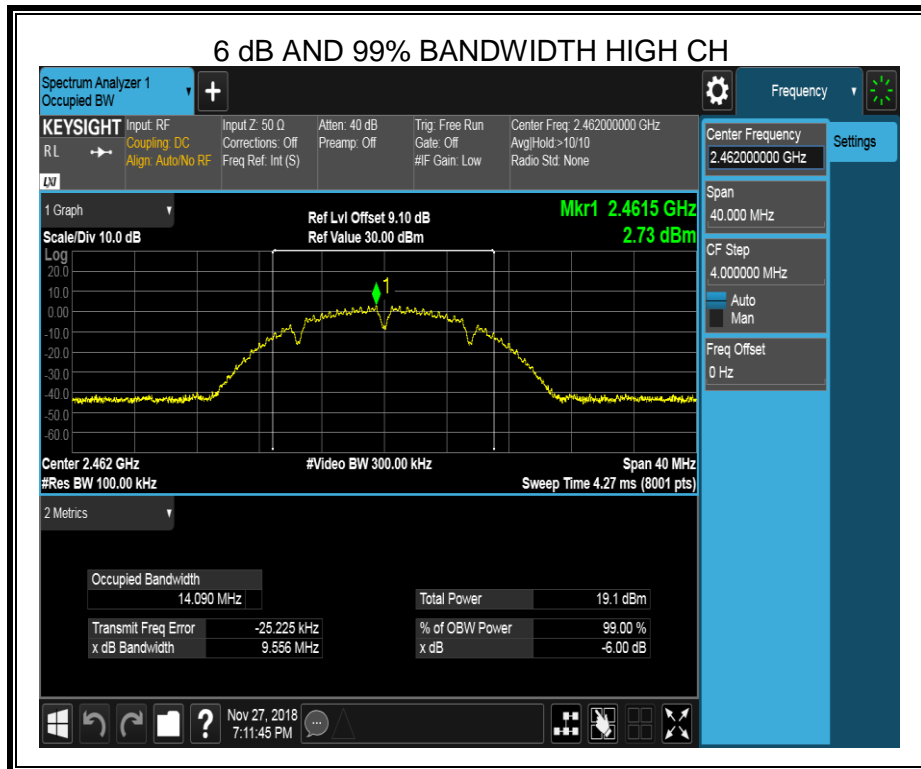 6 dB AND 99% BANDWIDTH HIGH CH
Spectrum Analyzer 1
Occupied BW
+
Frequency
KEYSIGHT
RL
LXI
Input: RF
Coupling: DC
Align: Auto/No RF
Input Z: 50 Ω
Corrections: Off
Freq Ref: Int (S)
Atten: 40 dB
Preamp: Off
Trig: Free Run
Gate: Off
#IF Gain: Low
Center Freq: 2.462000000 GHz
Avg|Hold:>10/10
Radio Std: None
Center Frequency
2.462000000 GHz
Settings
Span
40.000 MHz
CF Step
4.000000 MHz
Auto
Man
Freq Offset
0 Hz
1 Graph
Scale/Div 10.0 dB
Ref Lvl Offset 9.10 dB
Ref Value 30.00 dBm
Mkr1 2.4615 GHz
2.73 dBm
Log
20.0
10.0
0.00
-10.0
-20.0
-30.0
-40.0
-50.0
-60.0
1
Center 2.462 GHz
#Res BW 100.00 kHz
#Video BW 300.00 kHz
Span 40 MHz
Sweep Time 4.27 ms (8001 pts)
2 Metrics
Occupied Bandwidth
14.090 MHz
Total Power 19.1 dBm
Transmit Freq Error -25.225 kHz
% of OBW Power 99.00 %
x dB Bandwidth 9.556 MHz
x dB -6.00 dB
?
Nov 27, 2018
7:11:45 PM